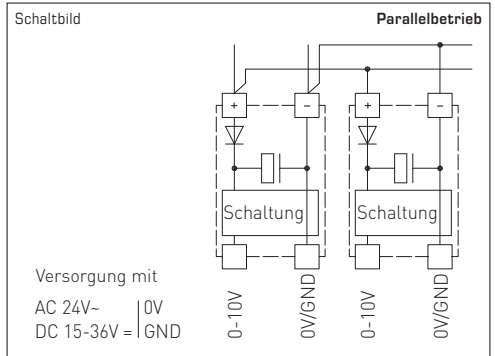 Schaltbild
Parallelbetrieb
+ − + −
Schaltung Schaltung
Versorgung mit
AC 24V~ | 0V
DC 15-36V = | GND
0-10V
0V/GND
0-10V
0V/GND